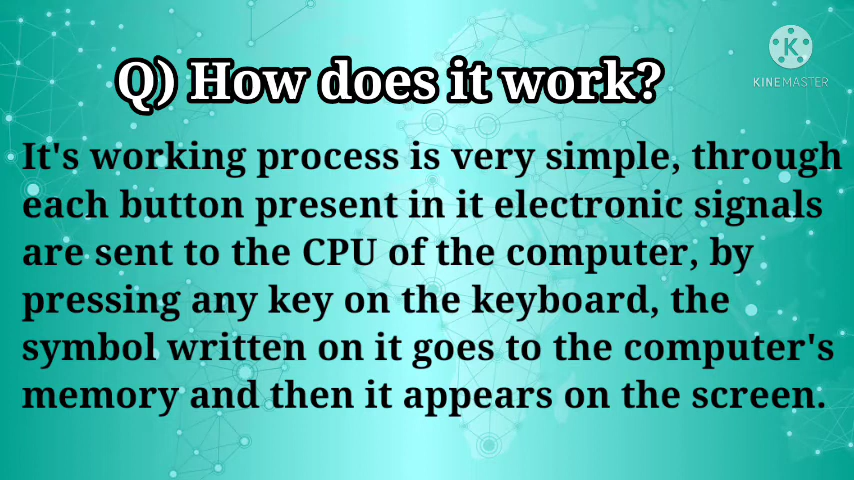 Q) How does it work?
K
KINEMASTER
It's working process is very simple, through
each button present in it electronic signals
are sent to the CPU of the computer, by
pressing any key on the keyboard, the
symbol written on it goes to the computer's
memory and then it appears on the screen.